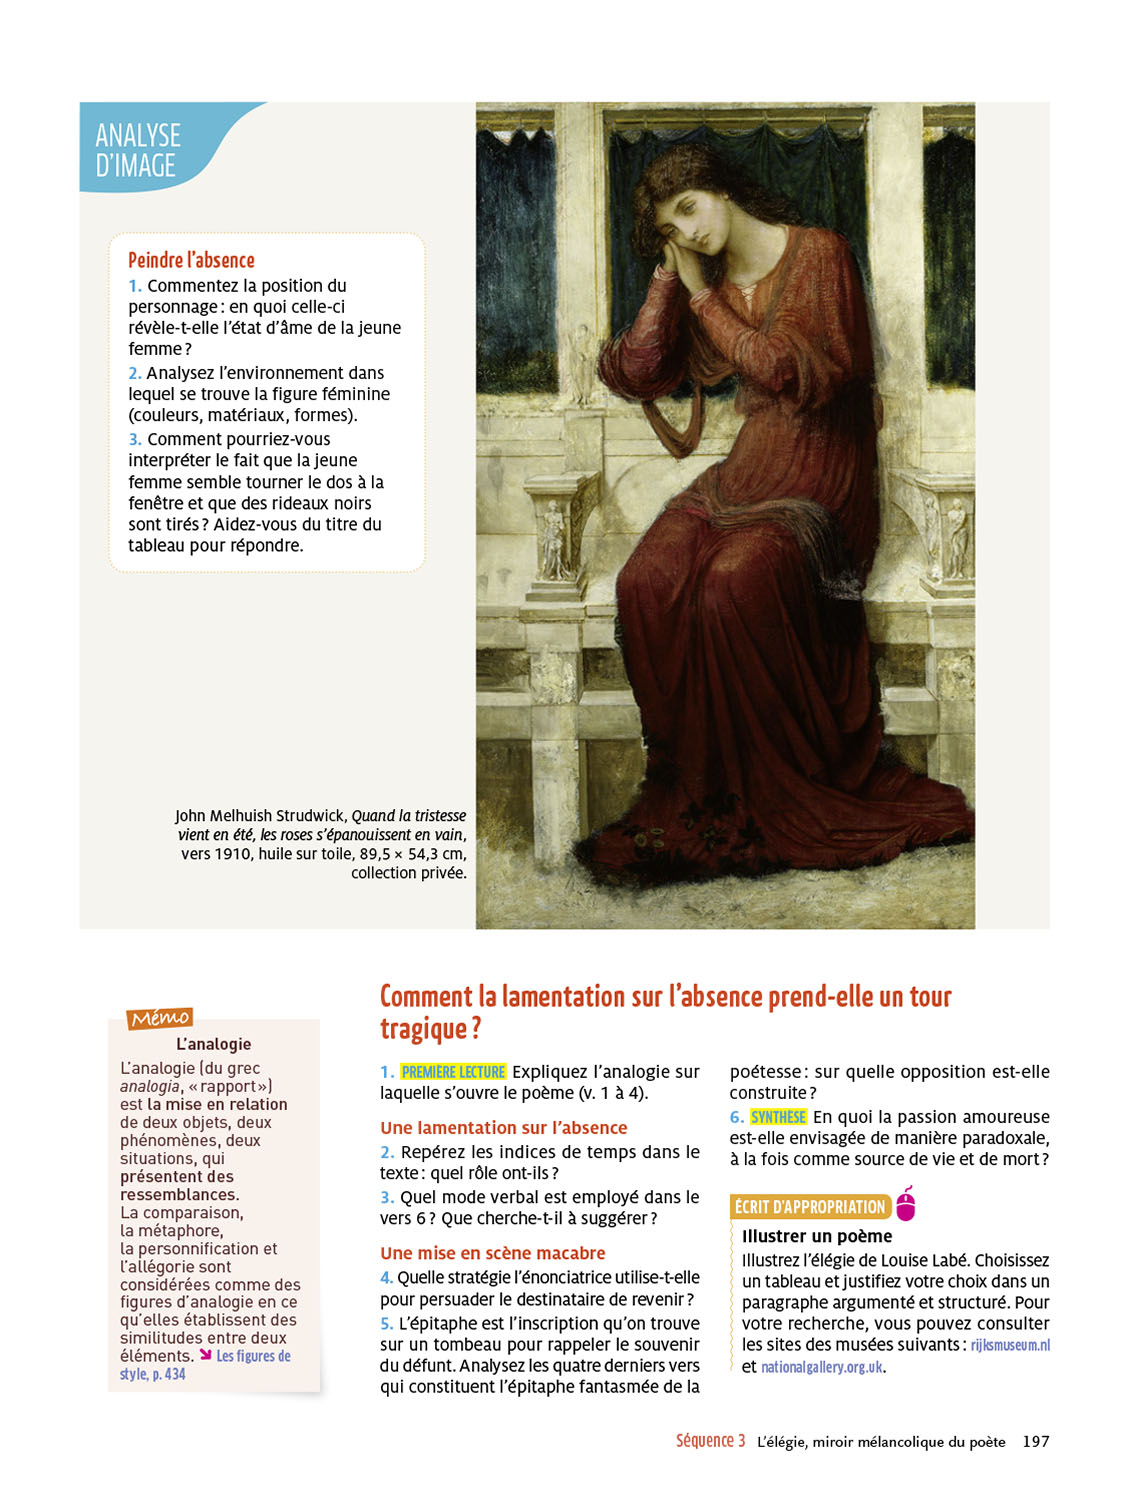 ANALYSE
D'IMAGE
Peindre l'absence
1. Commentez la position du
personnage : en quoi celle-ci
révèle-t-elle l'état d'âme de la jeune
femme ?
2. Analysez l'environnement dans
lequel se trouve la figure féminine
(couleurs, matériaux, formes).
3. Comment pourriez-vous
interpréter le fait que la jeune
femme semble tourner le dos à la
fenêtre et que des rideaux noirs
sont tirés ? Aidez-vous du titre du
tableau pour répondre.
John Melhuish Strudwick, Quand la tristesse
vient en été, les roses s'épanouissent en vain,
vers 1910, huile sur toile, 89,5 × 54,3 cm,
collection privée.
Mémo
L'analogie
L'analogie (du grec
analogia, « rapport »)
est la mise en relation
de deux objets, deux
phénomènes, deux
situations, qui
présentent des
ressemblances.
La comparaison,
la métaphore,
la personnification et
l'allégorie sont
considérées comme des
figures d'analogie en ce
qu'elles établissent des
similitudes entre deux
éléments. Les figures de
style, p. 434
Comment la lamentation sur l'absence prend-elle un tour
tragique ?
1. PREMIÈRE LECTURE Expliquez l'analogie sur
laquelle s'ouvre le poème (v. 1 à 4).
Une lamentation sur l'absence
2. Repérez les indices de temps dans le
texte : quel rôle ont-ils ?
3. Quel mode verbal est employé dans le
vers 6 ? Que cherche-t-il à suggérer ?
Une mise en scène macabre
4. Quelle stratégie l'énonciatrice utilise-t-elle
pour persuader le destinataire de revenir ?
5. L'épitaphe est l'inscription qu'on trouve
sur un tombeau pour rappeler le souvenir
du défunt. Analysez les quatre derniers vers
qui constituent l'épitaphe fantasmée de la
poétesse : sur quelle opposition est-elle
construite ?
6. SYNTHÈSE En quoi la passion amoureuse
est-elle envisagée de manière paradoxale,
à la fois comme source de vie et de mort ?
ÉCRIT D'APPROPRIATION
Illustrer un poème
Illustrez l'élégie de Louise Labé. Choisissez
un tableau et justifiez votre choix dans un
paragraphe argumenté et structuré. Pour
votre recherche, vous pouvez consulter
les sites des musées suivants : rijksmuseum.nl
et nationalgallery.org.uk.
Séquence 3 L'élégie, miroir mélancolique du poète 197